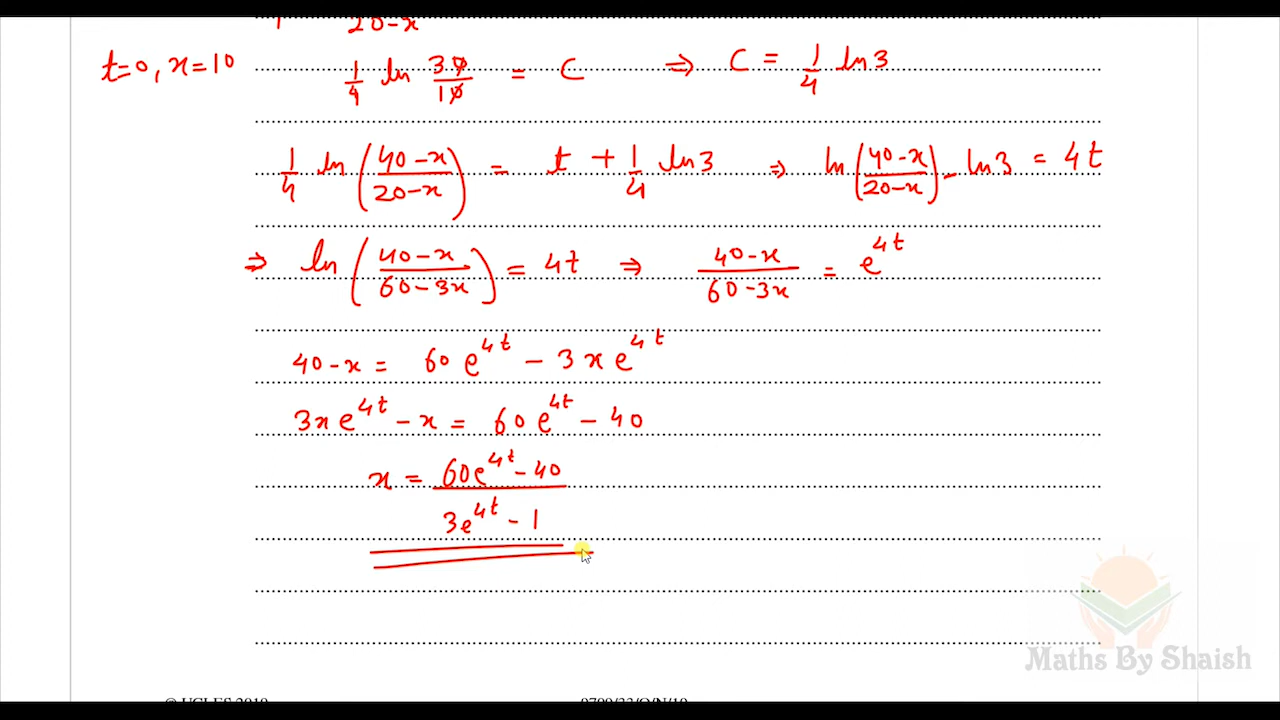 20-x
t=0, x=10 1/4 ln 30/10 = C ⇒ C = 1/4 ln3
1/4 ln((40-x)/(20-x)) = t + 1/4 ln3 ⇒ ln((40-x)/(20-x)) - ln3 = 4t
⇒ ln((40-x)/(60-3x)) = 4t ⇒ (40-x)/(60-3x) = e^4t
40-x = 60e^4t - 3xe^4t
3xe^4t - x = 60e^4t - 40
x = (60e^4t - 40)/(3e^4t - 1)
Maths By Shaish